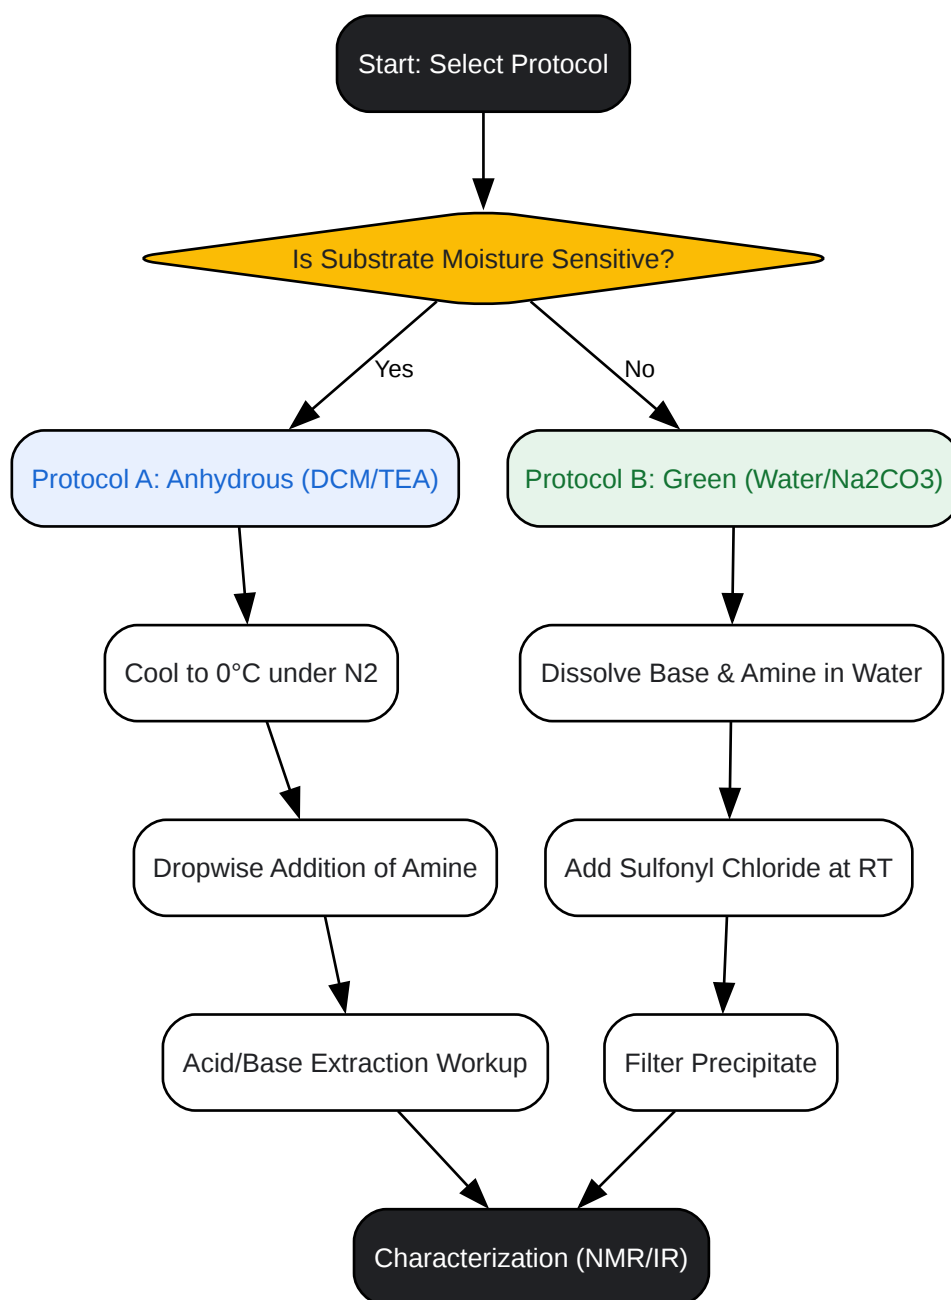 Start: Select Protocol
Is Substrate Moisture Sensitive?
Yes
No
Protocol A: Anhydrous (DCM/TEA)
Protocol B: Green (Water/Na2CO3)
Cool to 0°C under N2
Dissolve Base & Amine in Water
Dropwise Addition of Amine
Add Sulfonyl Chloride at RT
Acid/Base Extraction Workup
Filter Precipitate
Characterization (NMR/IR)